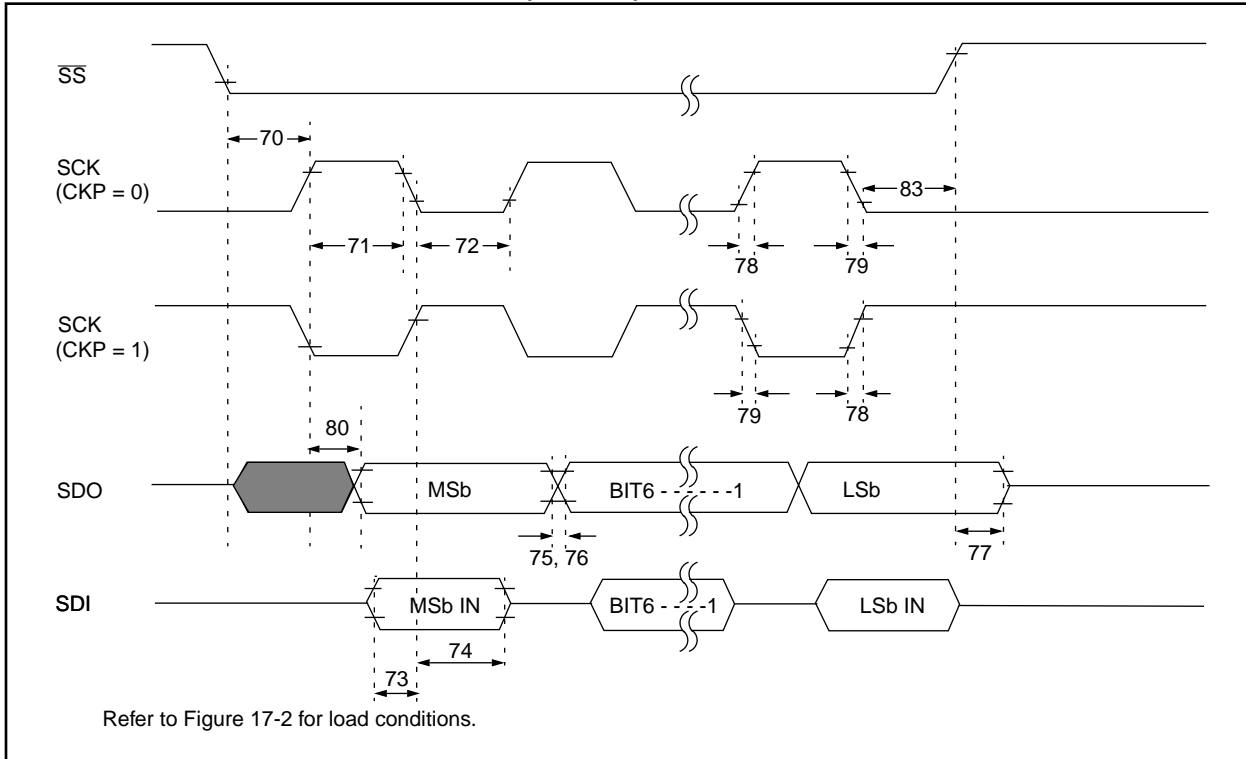 SS
70
SCK
(CKP = 0)
83
71
72
78
79
SCK
(CKP = 1)
79
78
80
SDO
MSb
BIT6 - - - - - -1
LSb
75, 76
77
SDI
MSb IN
BIT6 - - - -1
LSb IN
74
73
Refer to Figure 17-2 for load conditions.